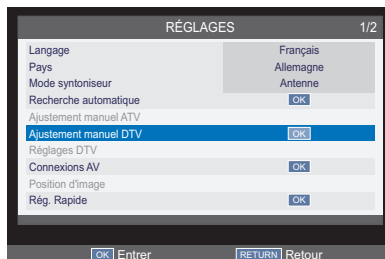 RÉGLAGES 1/2
Langage Français
Pays Allemagne
Mode syntoniseur Antenne
Recherche automatique OK
Ajustement manuel ATV
Ajustement manuel DTV OK
Réglages DTV
Connexions AV OK
Position d'image
Rég. Rapide OK
OK Entrer RETURN Retour